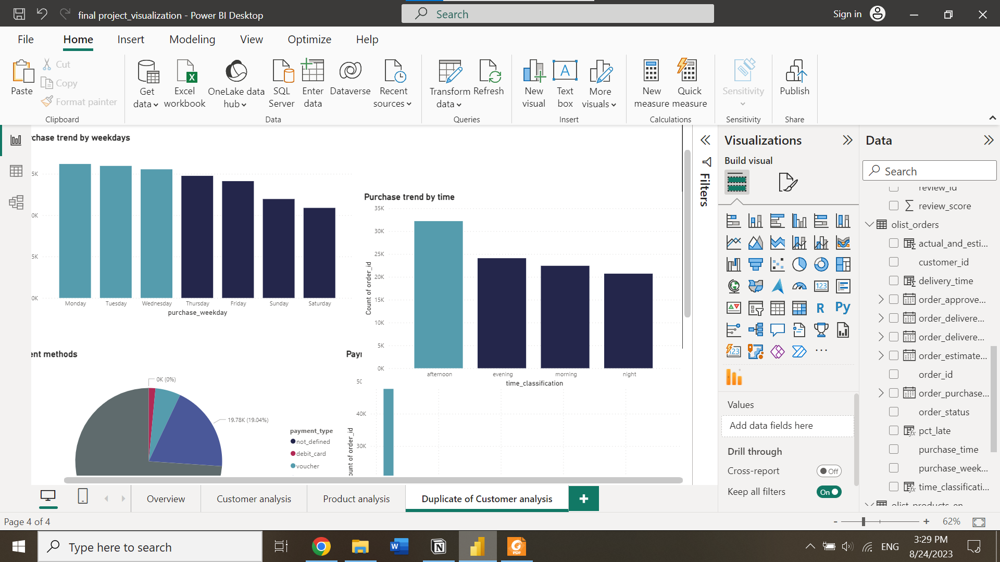 final project_visualization - Power BI Desktop
Search
Sign in
File
Home
Insert
Modeling
View
Optimize
Help
Paste
Cut
Copy
Format painter
Clipboard
Get data
Excel workbook
OneLake data hub
SQL Server
Enter data
Dataverse
Recent sources
Data
Transform data
Refresh
Queries
New visual
Text box
More visuals
Insert
New measure
Quick measure
Calculations
Sensitivity
Sensitivity
Publish
Share
rchase trend by weekdays
5K
0K
5K
0K
Monday
Tuesday
Wednesday
Thursday
Friday
Sunday
Saturday
purchase_weekday
Purchase trend by time
35K
30K
25K
20K
15K
10K
5K
0K
Count of order_id
afternoon
evening
morning
night
time_classification
ent methods
0K (0%)
19.78K (19.04%)
payment_type
not_defined
debit_card
voucher
Payr
50
40K
30K
ount of order_id
Filters
Visualizations
Build visual
123
R
Py
123
Values
Add data fields here
Drill through
Cross-report
Off
Keep all filters
On
Data
Search
review_id
review_score
olist_orders
actual_and_esti...
customer_id
delivery_time
order_approve...
order_delivere...
order_delivere...
order_estimate...
order_id
order_purchase...
order_status
pct_late
purchase_time
purchase_week...
time_classificati...
olist_products_en
Overview
Customer analysis
Product analysis
Duplicate of Customer analysis
+
Page 4 of 4
- + 62%
Type here to search
ENG
3:29 PM
8/24/2023